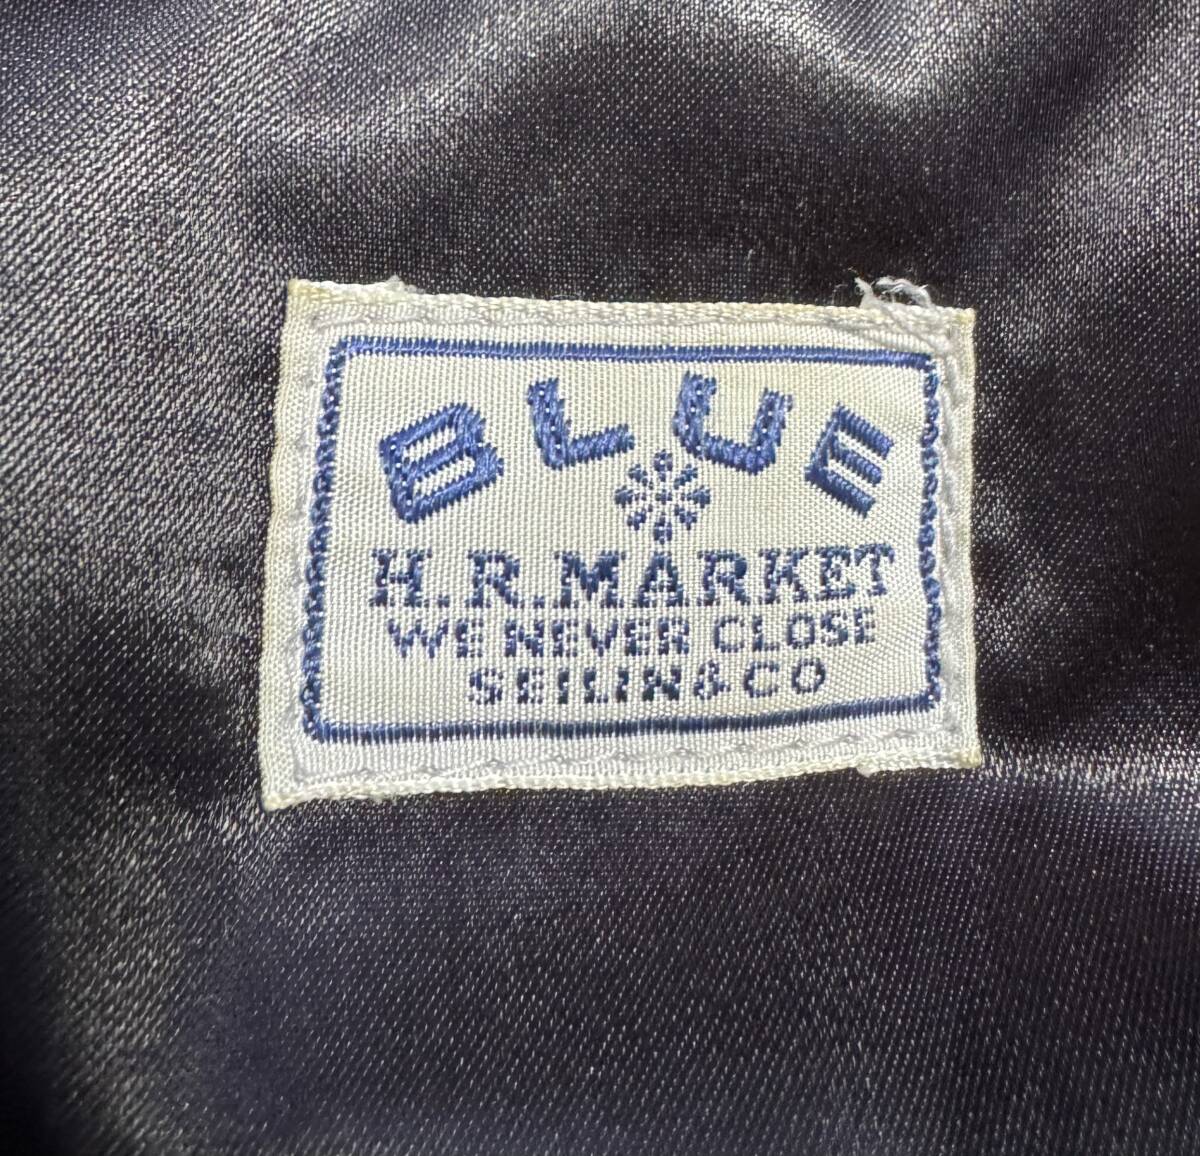 BLUE
H.R.MARKET
WE NEVER CLOSE
SEILIN&CO